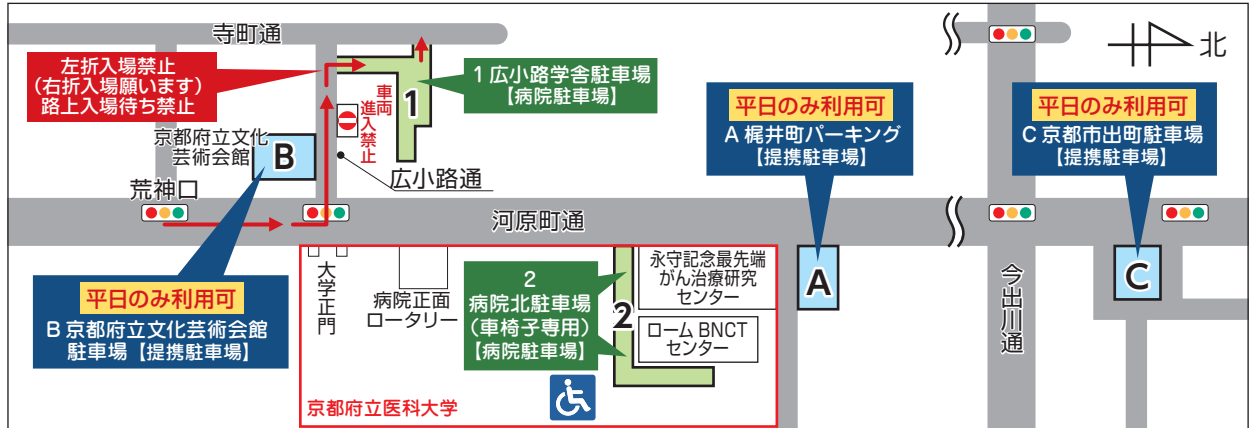 寺町通
左折入場禁止
(右折入場願います)
路上入場待ち禁止
1
車両
進入禁止
1 広小路学舎駐車場
【病院駐車場】
北
平日のみ利用可
A 梶井町パーキング
【提携駐車場】
平日のみ利用可
C 京都市出町駐車場
【提携駐車場】
京都府立文化
芸術会館
B
広小路通
荒神口
河原町通
平日のみ利用可
B 京都府立文化芸術会館
駐車場【提携駐車場】
大学正門
病院正面
ロータリー
2
病院北駐車場
(車椅子専用)
【病院駐車場】
2
永守記念最先端
がん治療研究
センター
ローム BNCT
センター
A
今出川通
C
京都府立医科大学